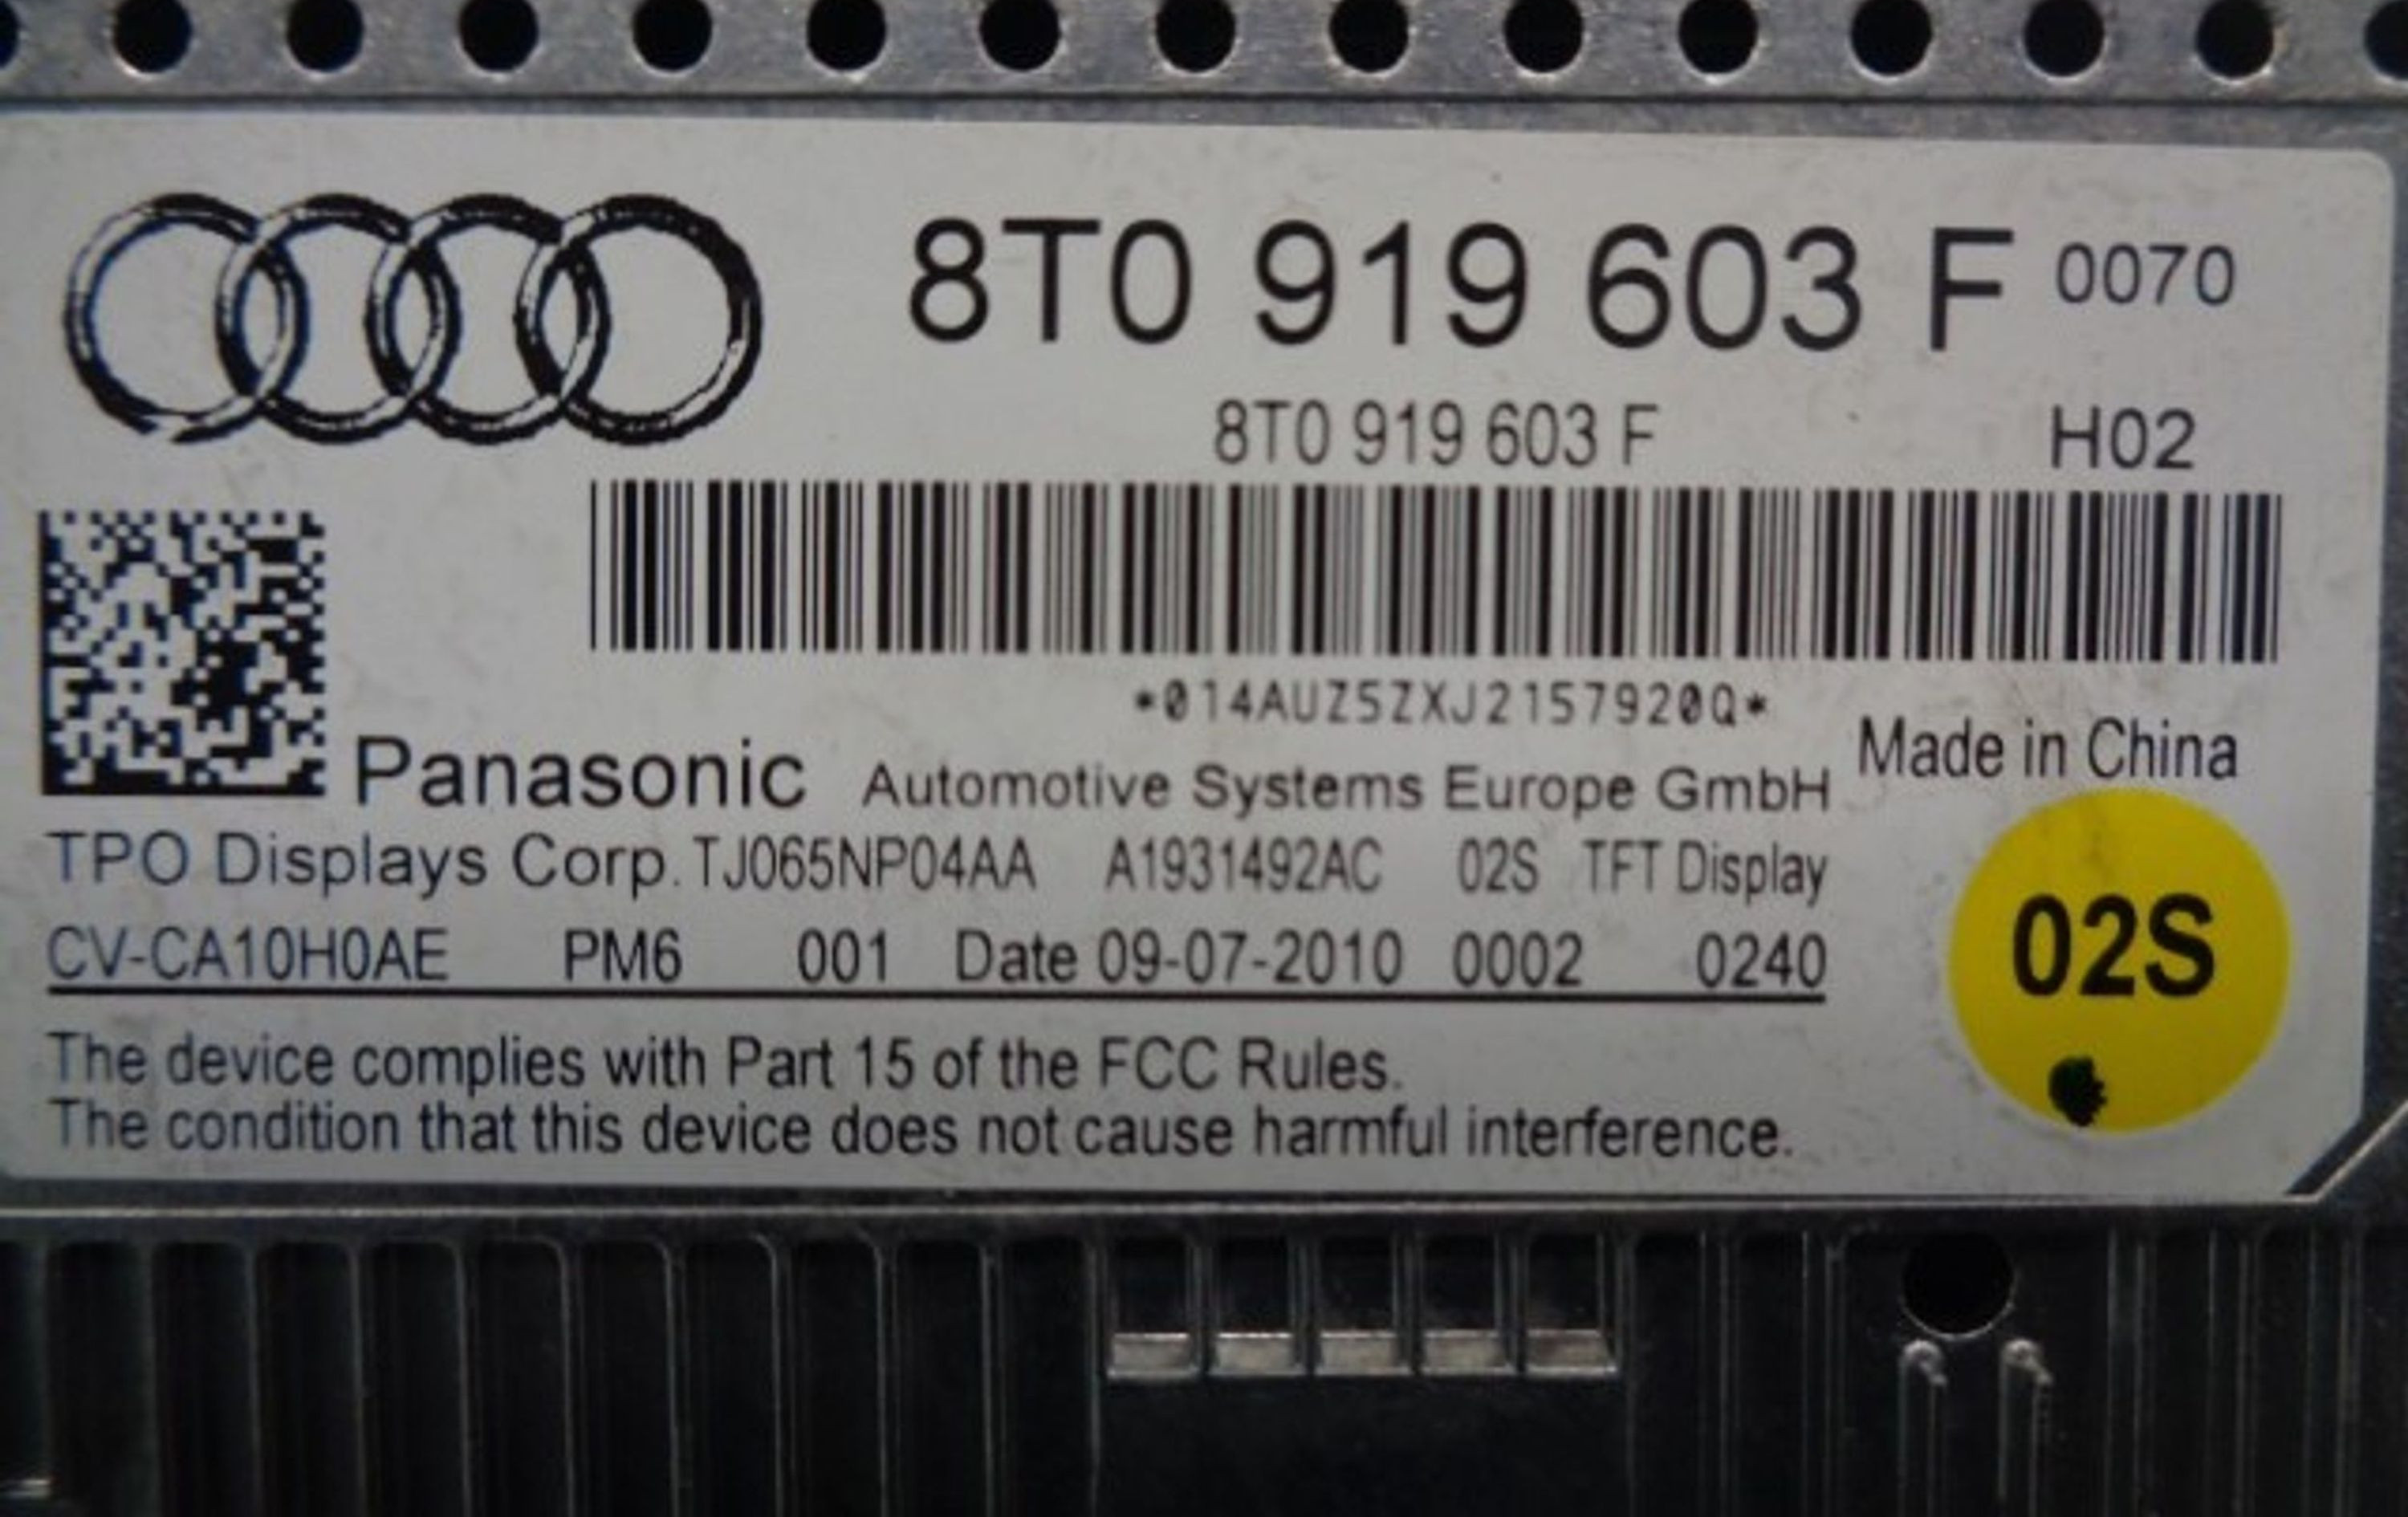 8T0 919 603 F 0070
8T0 919 603 F H02
*014AUZ5ZXJ2157920Q*
Made in China
Panasonic Automotive Systems Europe GmbH
TPO Displays Corp. TJ065NP04AA A1931492AC 02S TFT Display
CV-CA10H0AE PM6 001 Date 09-07-2010 0002 0240
02S
The device complies with Part 15 of the FCC Rules.
The condition that this device does not cause harmful interference.